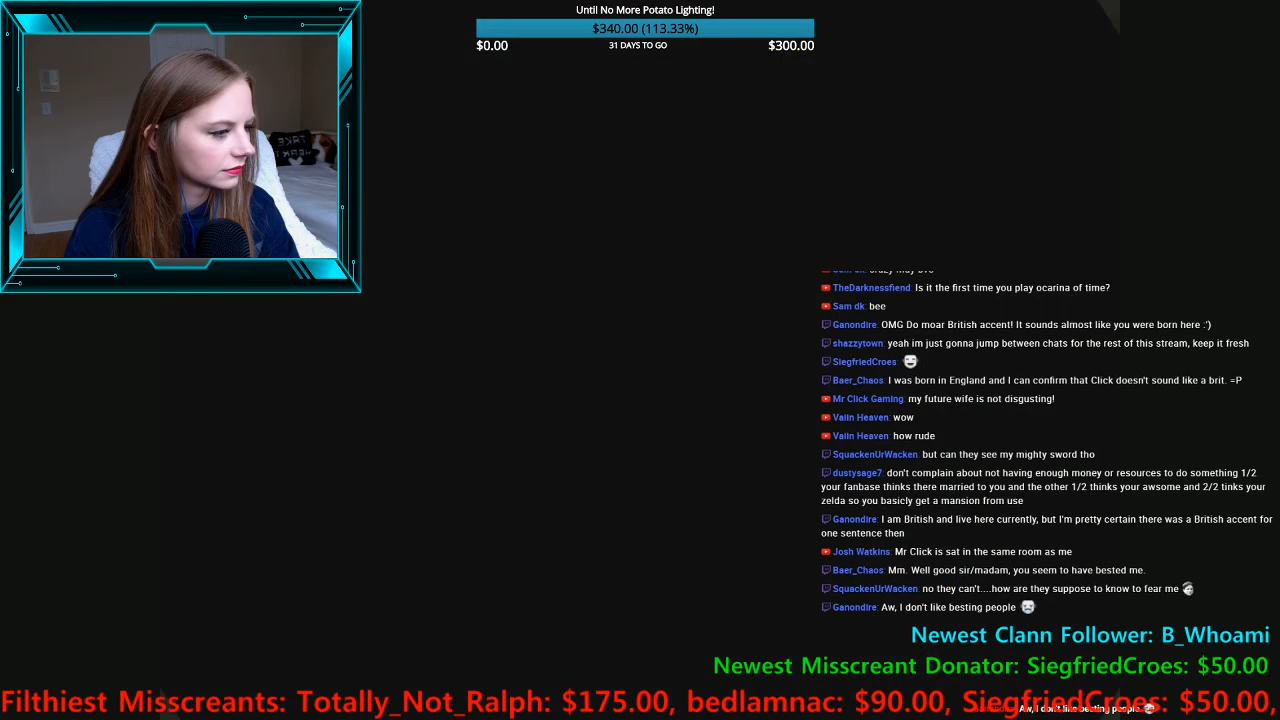 Until No More Potato Lighting!
$340.00 (113.33%)
$0.00 31 DAYS TO GO $300.00
TheDarknessfiend: Is it the first time you play ocarina of time?
Sam dk: bee
Ganondire: OMG Do moar British accent! It sounds almost like you were born here :')
shazzytown: yeah im just gonna jump between chats for the rest of this stream, keep it fresh
SiegfriedCroes:
Baer_Chaos: I was born in England and I can confirm that Click doesn't sound like a brit. =P
Mr Click Gaming: my future wife is not disgusting!
Vaiin Heaven: wow
Vaiin Heaven: how rude
SquackenUrWacken: but can they see my mighty sword tho
dustysage7: don't complain about not having enough money or resources to do something 1/2
your fanbase thinks there married to you and the other 1/2 thinks your awsome and 2/2 tinks your
zelda so you basicly get a mansion from use
Ganondire: I am British and live here currently, but I'm pretty certain there was a British accent for
one sentence then
Josh Watkins: Mr Click is sat in the same room as me
Baer_Chaos: Mm. Well good sir/madam, you seem to have bested me.
SquackenUrWacken: no they can't....how are they suppose to know to fear me
Ganondire: Aw, I don't like besting people
Newest Clann Follower: B_Whoami
Newest Misscreant Donator: SiegfriedCroes: $50.00
Filthiest Misscreants: Totally_Not_Ralph: $175.00, bedlamnac: $90.00, SiegfriedCroes: $50.00,
Aw, I don't like besting people